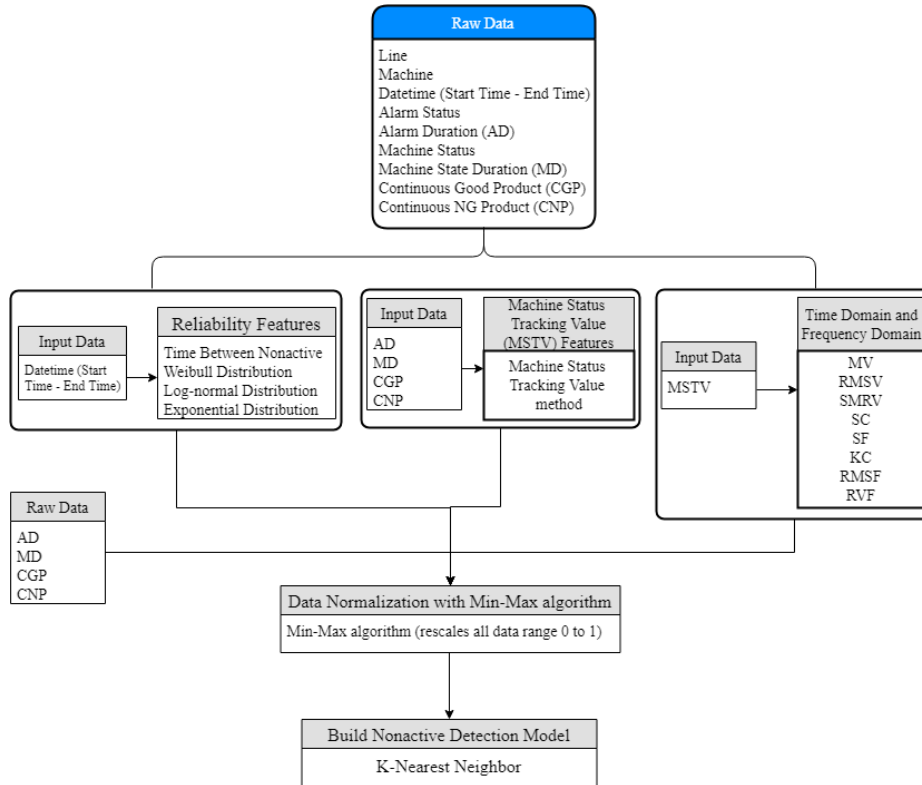 Raw Data
Line
Machine
Datetime (Start Time - End Time)
Alarm Status
Alarm Duration (AD)
Machine Status
Machine State Duration (MD)
Continuous Good Product (CGP)
Continuous NG Product (CNP)
Input Data
Datetime (Start
Time - End Time)
Reliability Features
Time Between Nonactive
Weibull Distribution
Log-normal Distribution
Exponential Distribution
Input Data
AD
MD
CGP
CNP
Machine Status
Tracking Value
(MSTV) Features
Machine Status
Tracking Value
method
Input Data
MSTV
Time Domain and
Frequency Domain
MV
RMSV
SMRV
SC
SF
KC
RMSF
RVF
Raw Data
AD
MD
CGP
CNP
Data Normalization with Min-Max algorithm
Min-Max algorithm (rescales all data range 0 to 1)
Build Nonactive Detection Model
K-Nearest Neighbor